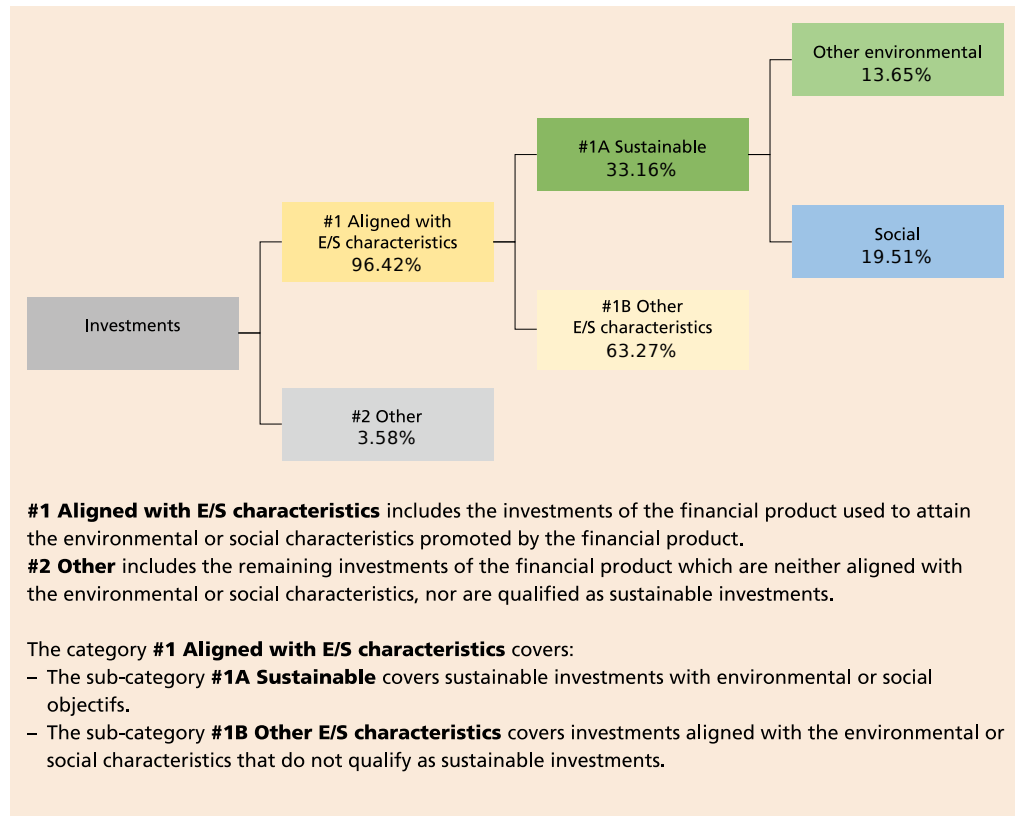 Other environmental
13.65%
#1A Sustainable
33.16%
#1 Aligned with
E/S characteristics
96.42%
Social
19.51%
Investments
#1B Other
E/S characteristics
63.27%
#2 Other
3.58%
#1 Aligned with E/S characteristics includes the investments of the financial product used to attain
the environmental or social characteristics promoted by the financial product.
#2 Other includes the remaining investments of the financial product which are neither aligned with
the environmental or social characteristics, nor are qualified as sustainable investments.
The category #1 Aligned with E/S characteristics covers:
– The sub-category #1A Sustainable covers sustainable investments with environmental or social
objectifs.
– The sub-category #1B Other E/S characteristics covers investments aligned with the environmental or
social characteristics that do not qualify as sustainable investments.